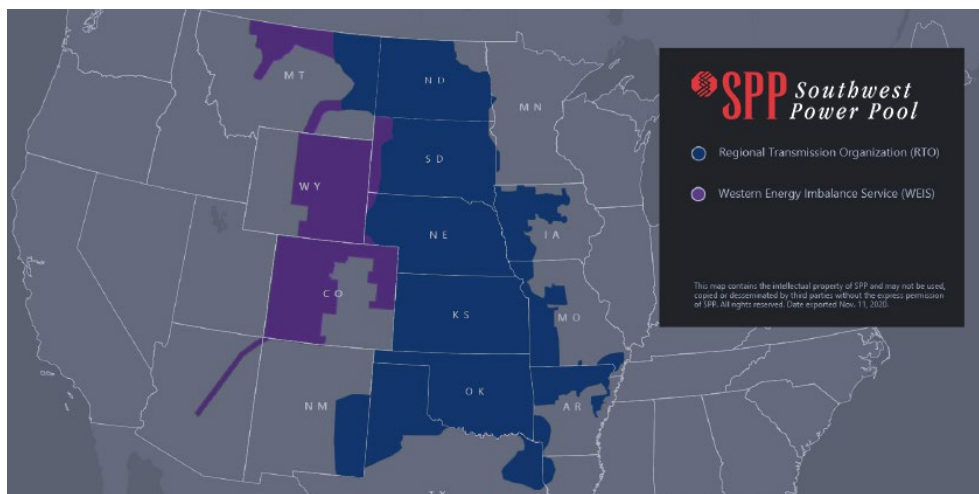 MT
ND
MN
SPP Southwest
Power Pool
Regional Transmission Organization (RTO)
SD
WY
Western Energy Imbalance Service (WEIS)
NE
IA
CO
This map contains the intellectual property of SPP and may not be used,
copied or desseminated by third parties without the express permission
of SPP. All rights reserved. Date exported Nov. 11, 2020.
KS
MO
OK
NM
AR
TX